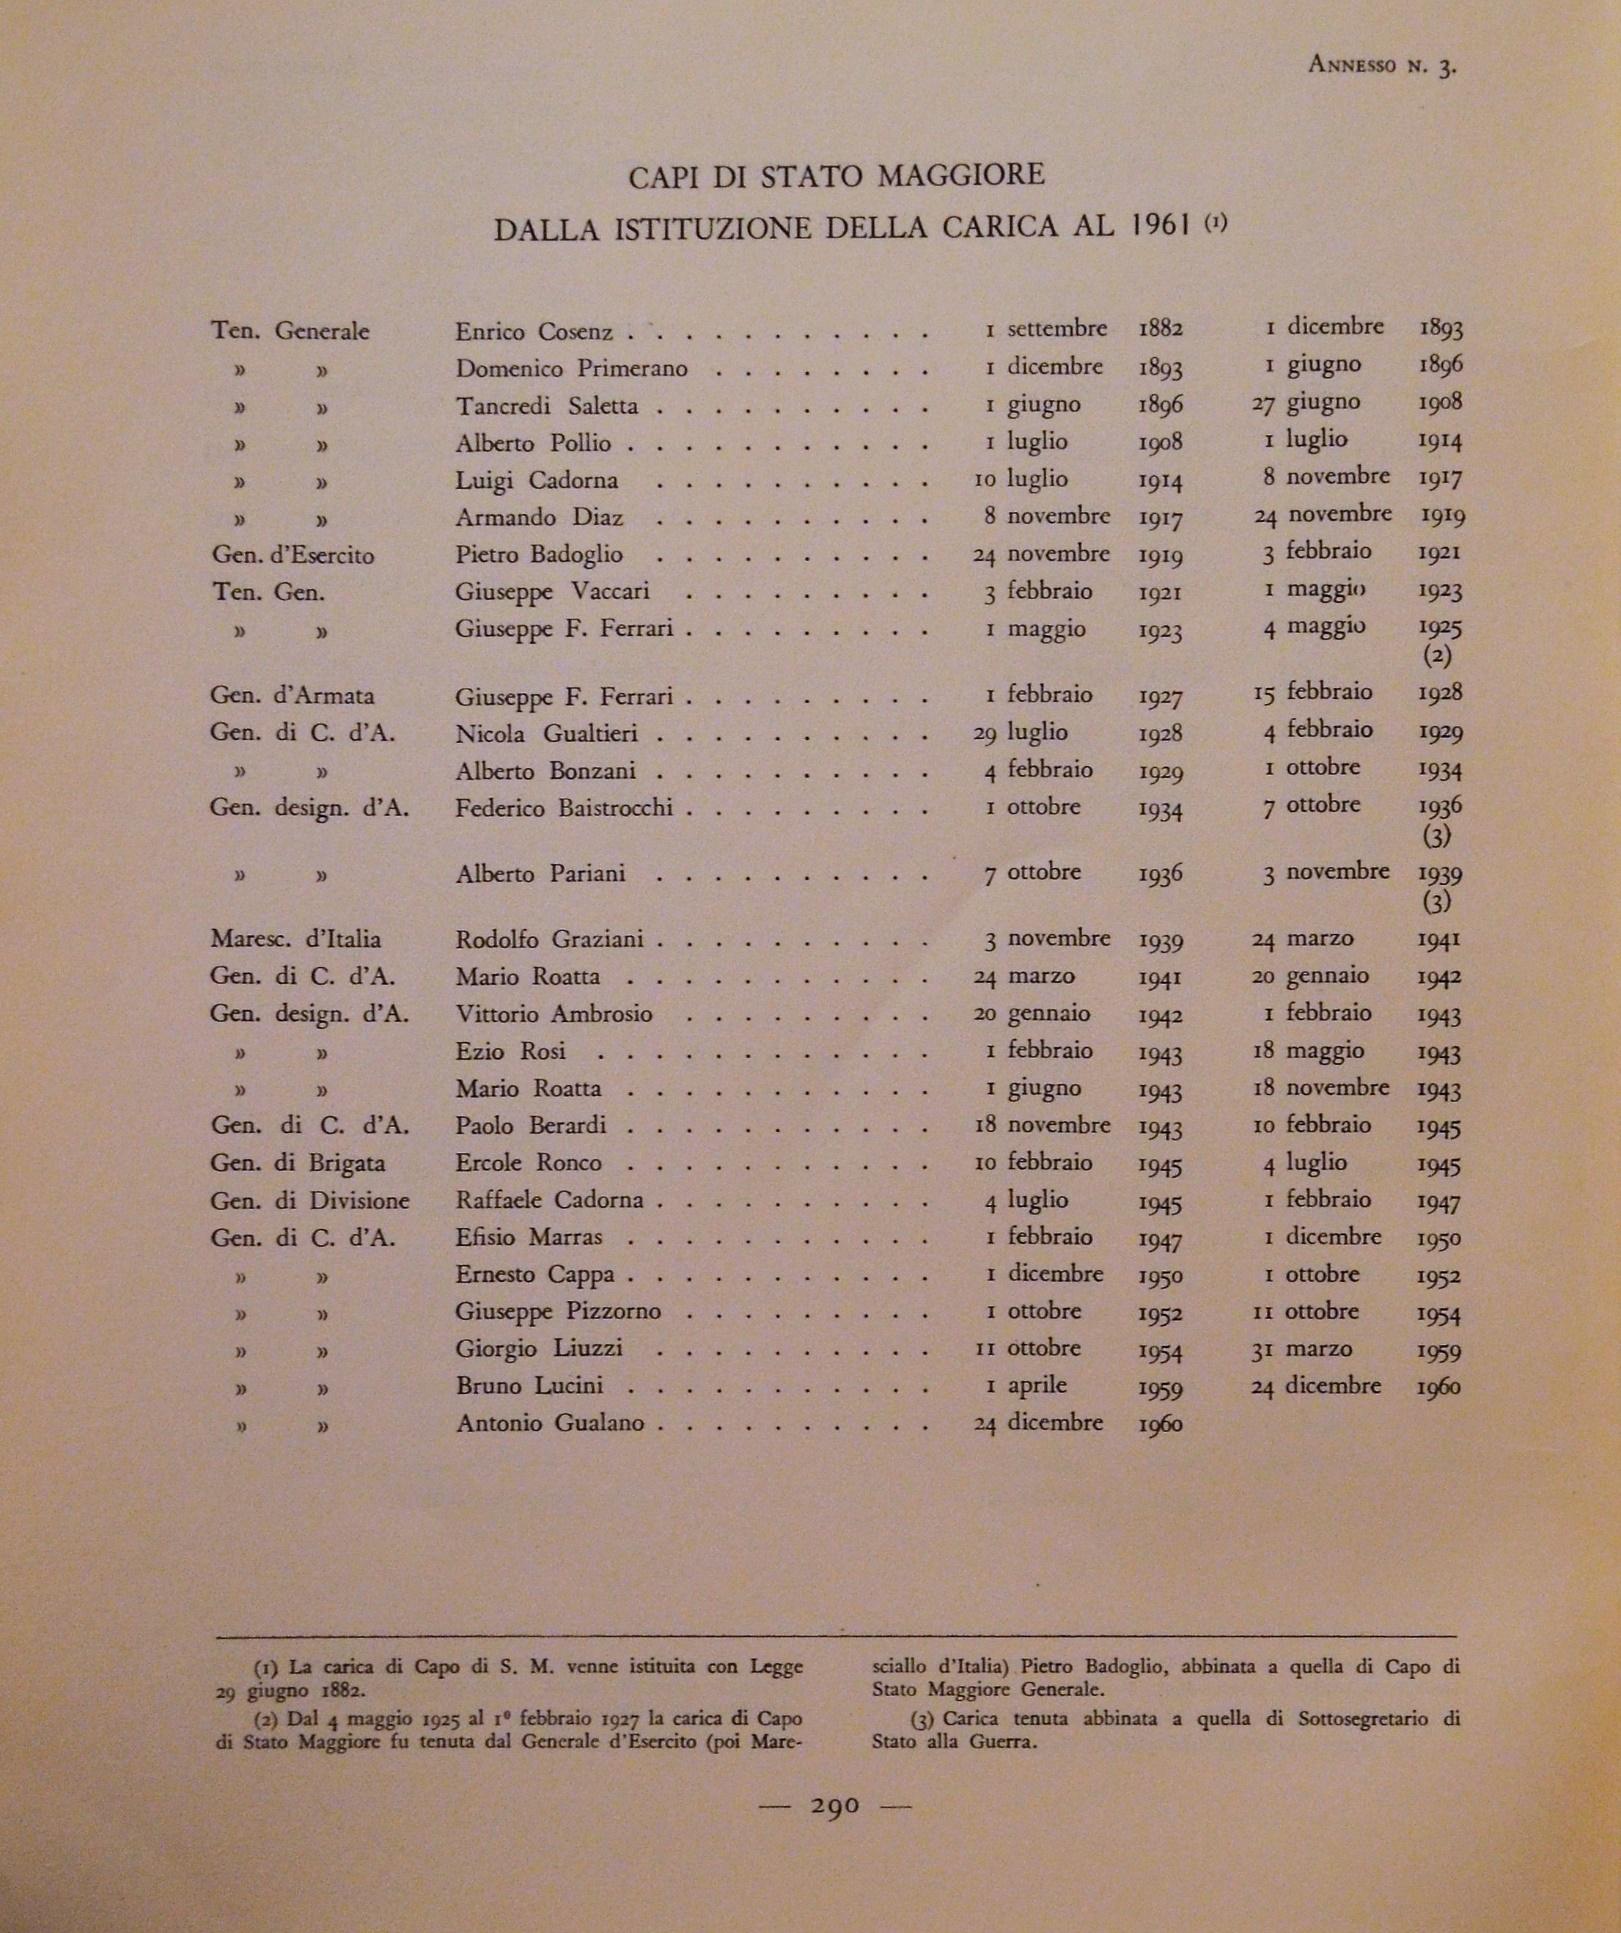 Annesso n. 3.
CAPI DI STATO MAGGIORE
DALLA ISTITUZIONE DELLA CARICA AL 1961 (1)
Ten. Generale Enrico Cosenz . . . . . . . . . . . 1 settembre 1882 1 dicembre 1893
» » Domenico Primerano . . . . . . . . 1 dicembre 1893 1 giugno 1896
» » Tancredi Saletta . . . . . . . . . . 1 giugno 1896 27 giugno 1908
» » Alberto Pollio . . . . . . . . . . . 1 luglio 1908 1 luglio 1914
» » Luigi Cadorna . . . . . . . . . . 10 luglio 1914 8 novembre 1917
» » Armando Diaz . . . . . . . . . . 8 novembre 1917 24 novembre 1919
Gen. d'Esercito Pietro Badoglio . . . . . . . . . . 24 novembre 1919 3 febbraio 1921
Ten. Gen. Giuseppe Vaccari . . . . . . . . . 3 febbraio 1921 1 maggio 1923
» » Giuseppe F. Ferrari . . . . . . . . . 1 maggio 1923 4 maggio 1925
(2)
Gen. d'Armata Giuseppe F. Ferrari . . . . . . . . . 1 febbraio 1927 15 febbraio 1928
Gen. di C. d'A. Nicola Gualtieri . . . . . . . . . . 29 luglio 1928 4 febbraio 1929
» » Alberto Bonzani . . . . . . . . . . 4 febbraio 1929 1 ottobre 1934
Gen. design. d'A. Federico Baistrocchi . . . . . . . . . 1 ottobre 1934 7 ottobre 1936
(3)
» » Alberto Pariani . . . . . . . . . . 7 ottobre 1936 3 novembre 1939
(3)
Maresc. d'Italia Rodolfo Graziani . . . . . . . . . . 3 novembre 1939 24 marzo 1941
Gen. di C. d'A. Mario Roatta . . . . . . . . . . . 24 marzo 1941 20 gennaio 1942
Gen. design. d'A. Vittorio Ambrosio . . . . . . . . . 20 gennaio 1942 1 febbraio 1943
» » Ezio Rosi . . . . . . . . . . . . 1 febbraio 1943 18 maggio 1943
» » Mario Roatta . . . . . . . . . . . 1 giugno 1943 18 novembre 1943
Gen. di C. d'A. Paolo Berardi . . . . . . . . . . . 18 novembre 1943 10 febbraio 1945
Gen. di Brigata Ercole Ronco . . . . . . . . . . . 10 febbraio 1945 4 luglio 1945
Gen. di Divisione Raffaele Cadorna . . . . . . . . . . 4 luglio 1945 1 febbraio 1947
Gen. di C. d'A. Efisio Marras . . . . . . . . . . . 1 febbraio 1947 1 dicembre 1950
» » Ernesto Cappa . . . . . . . . . . . 1 dicembre 1950 1 ottobre 1952
» » Giuseppe Pizzorno . . . . . . . . . 1 ottobre 1952 11 ottobre 1954
» » Giorgio Liuzzi . . . . . . . . . . 11 ottobre 1954 31 marzo 1959
» » Bruno Lucini . . . . . . . . . . . 1 aprile 1959 24 dicembre 1960
» » Antonio Gualano . . . . . . . . . . 24 dicembre 1960
(1) La carica di Capo di S. M. venne istituita con Legge
29 giugno 1882.
(2) Dal 4 maggio 1925 al 1° febbraio 1927 la carica di Capo
di Stato Maggiore fu tenuta dal Generale d'Esercito (poi Mare-
sciallo d'Italia) Pietro Badoglio, abbinata a quella di Capo di
Stato Maggiore Generale.
(3) Carica tenuta abbinata a quella di Sottosegretario di
Stato alla Guerra.
— 290 —